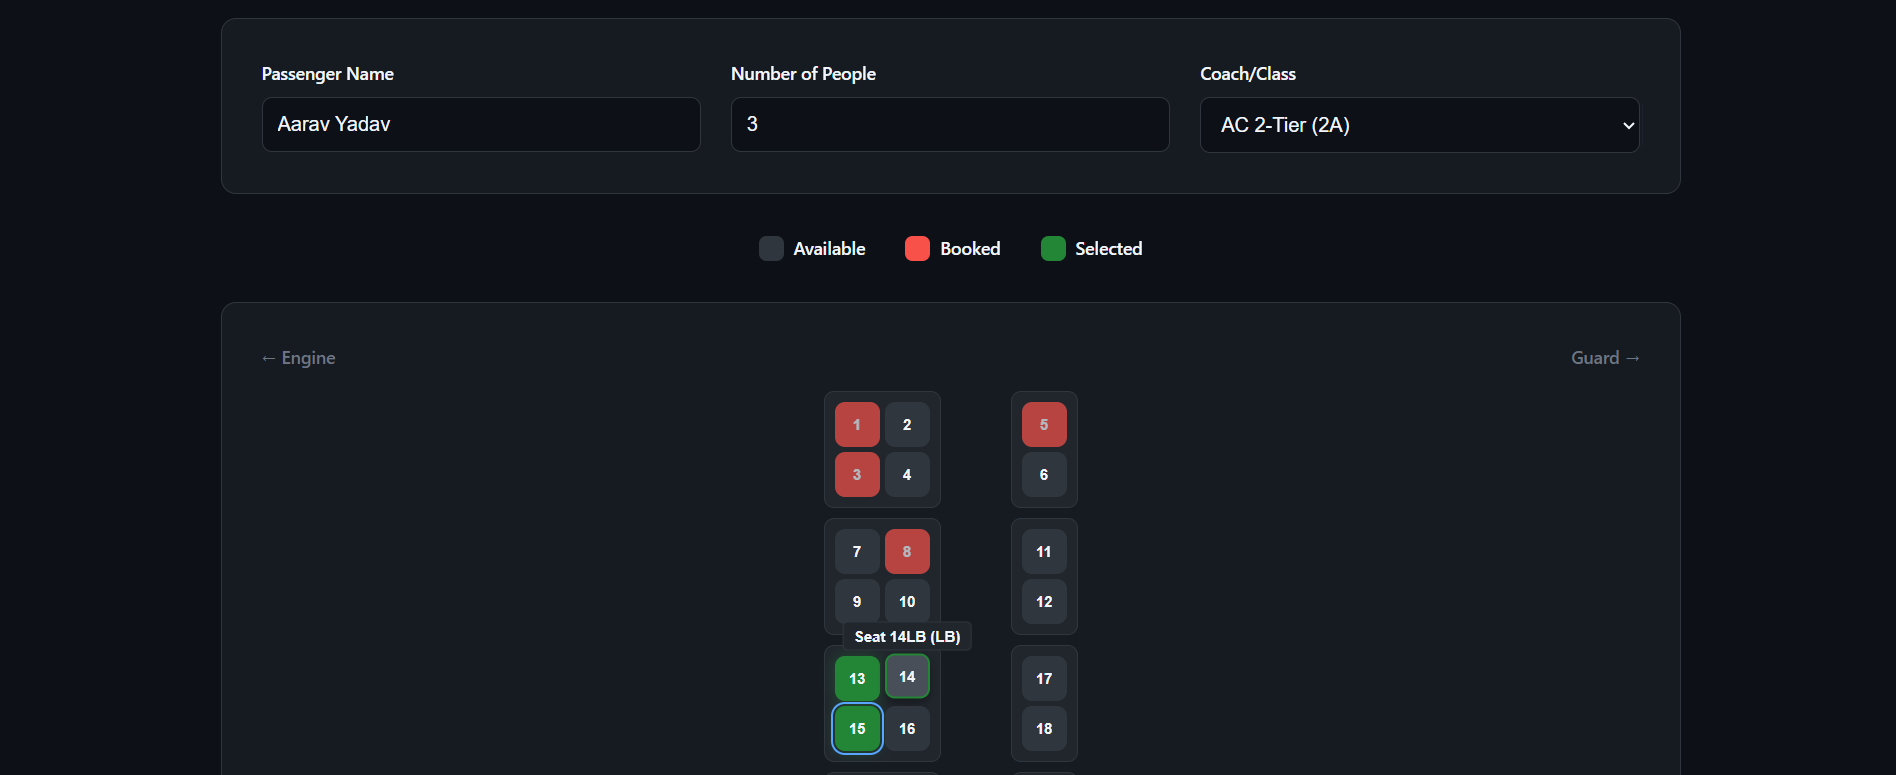 Passenger Name
Number of People
Coach/Class
Aarav Yadav
3
AC 2-Tier (2A)
Available
Booked
Selected
← Engine
Guard →
1 2 5
3 4 6
7 8 11
9 10 12
Seat 14LB (LB)
13 14 17
15 16 18